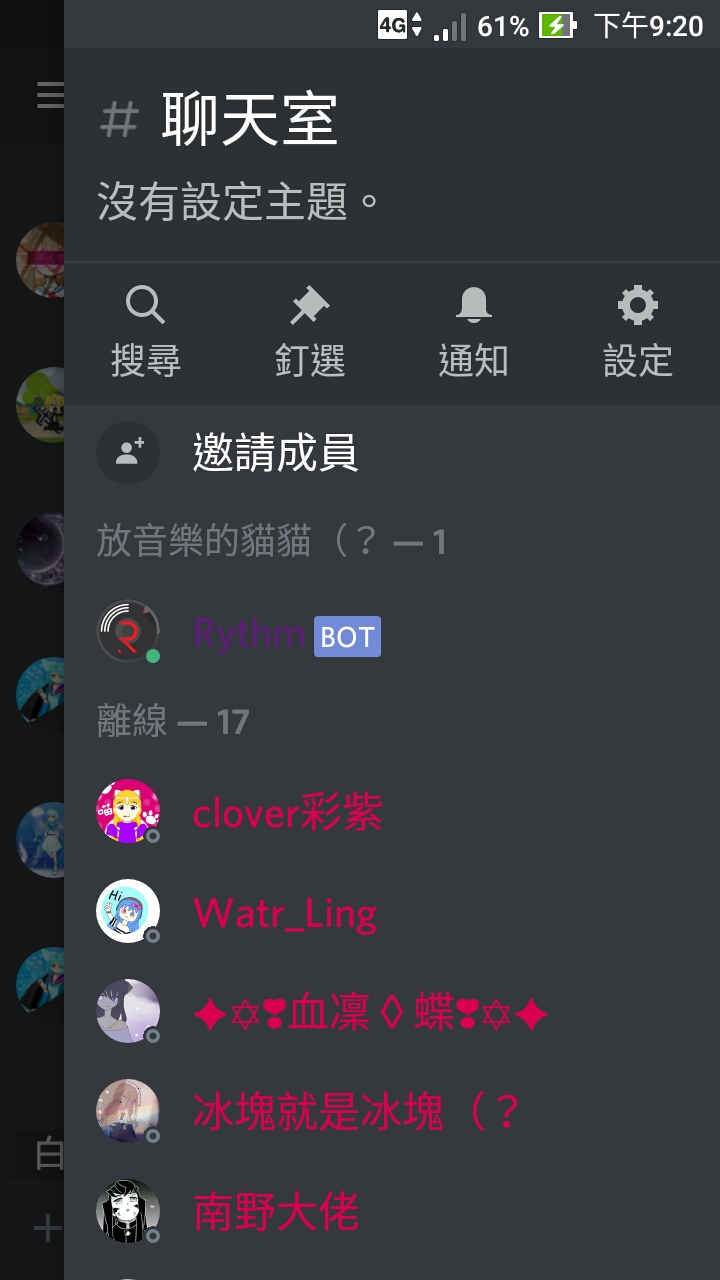 4G 61% 下午9:20
# 聊天室
沒有設定主題。
搜尋 釘選 通知 設定
邀請成員
放音樂的貓貓（？ — 1
Rythm BOT
離線 — 17
喵
clover彩紫
Hi
Watr_Ling
✦✡❣血凜◊蝶❣✡✦
冰塊就是冰塊（？
白
南野大佬